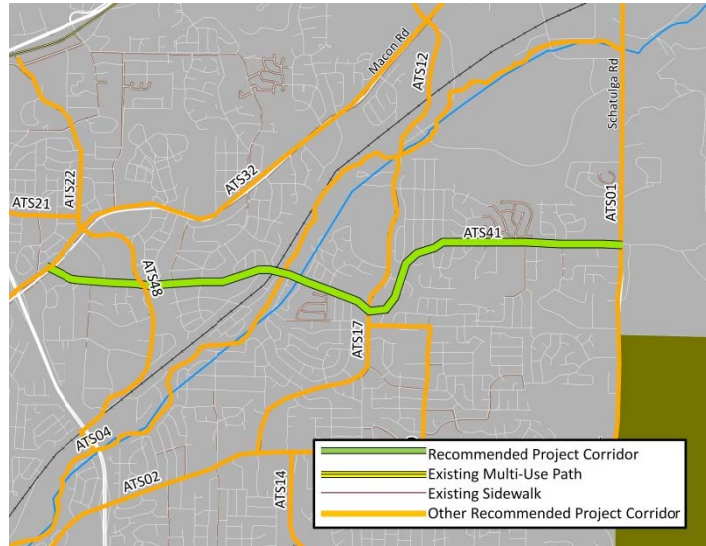 Macon Rd
ATS12
Schatulga Rd
ATS22
ATS32
ATS21
ATS01
ATS41
ATS48
ATS17
ATS04
ATS02
ATS14
Recommended Project Corridor
Existing Multi-Use Path
Existing Sidewalk
Other Recommended Project Corridor